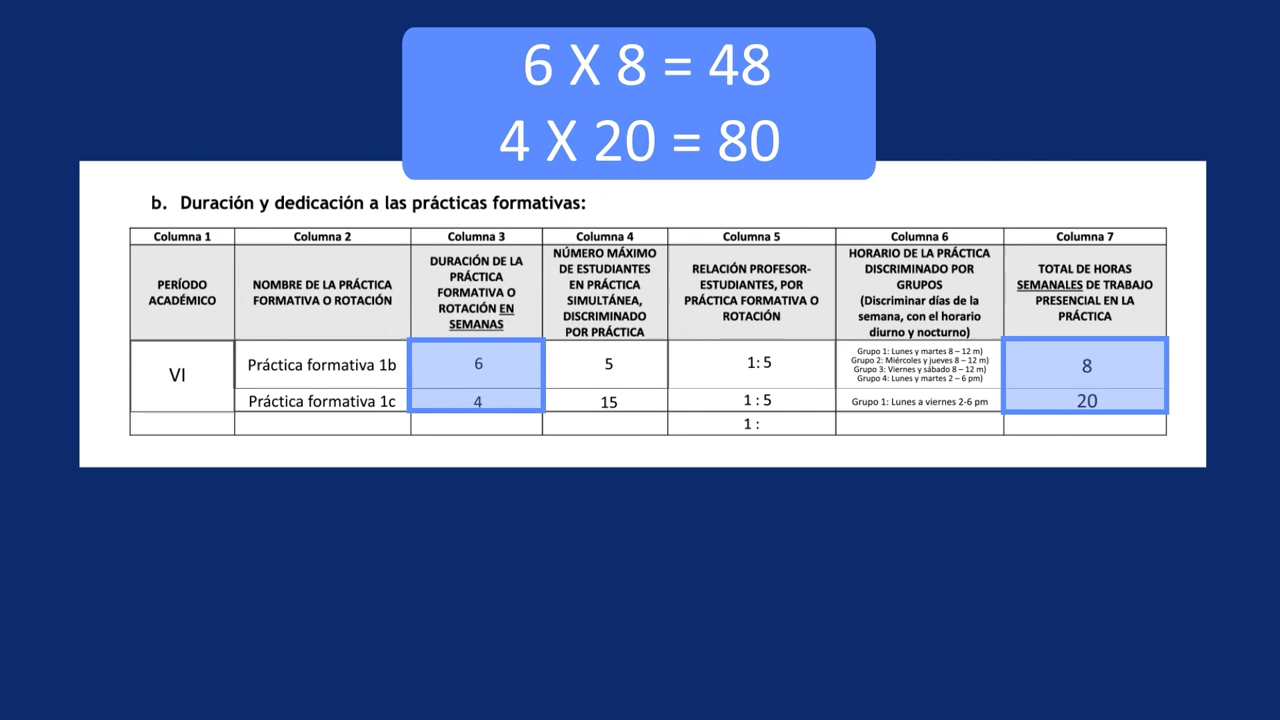 6 X 8 = 48
4 X 20 = 80
b. Duración y dedicación a las prácticas formativas:
Columna 1 Columna 2 Columna 3 Columna 4 Columna 5 Columna 6 Columna 7
PERÍODO
ACADÉMICO
NOMBRE DE LA PRÁCTICA
FORMATIVA O ROTACIÓN
DURACIÓN DE LA
PRÁCTICA
FORMATIVA O
ROTACIÓN EN
SEMANAS
NÚMERO MÁXIMO
DE ESTUDIANTES
EN PRÁCTICA
SIMULTÁNEA,
DISCRIMINADO
POR PRÁCTICA
RELACIÓN PROFESOR-
ESTUDIANTES, POR
PRÁCTICA FORMATIVA O
ROTACIÓN
HORARIO DE LA PRÁCTICA
DISCRIMINADO POR
GRUPOS
(Discriminar días de la
semana, con el horario
diurno y nocturno)
TOTAL DE HORAS
SEMANALES DE TRABAJO
PRESENCIAL EN LA
PRÁCTICA
VI
Práctica formativa 1b
6
5
1: 5
Grupo 1: Lunes y martes 8 – 12 m)
Grupo 2: Miércoles y jueves 8 – 12 m)
Grupo 3: Viernes y sábado 8 – 12 m)
Grupo 4: Lunes y martes 2 – 6 pm)
8
Práctica formativa 1c
4
15
1 : 5
Grupo 1: Lunes a viernes 2-6 pm
20
1 :